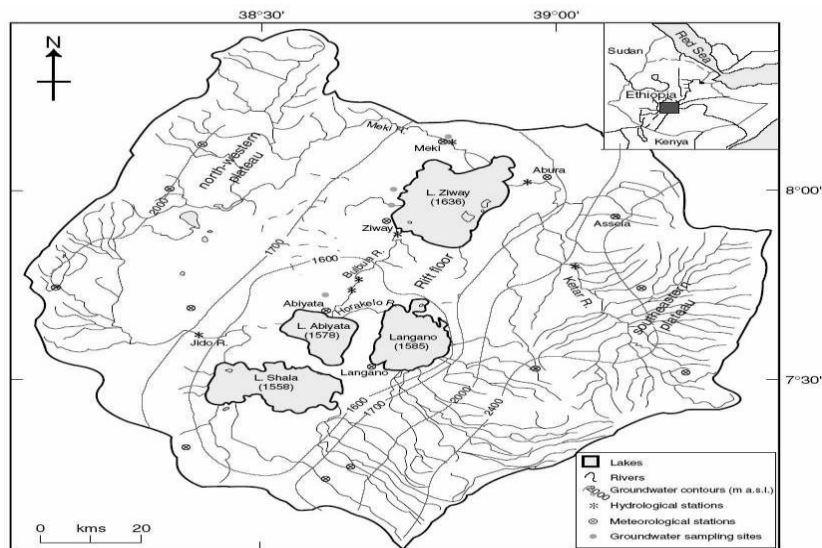 38°30'
39°00'
N
Sudan
Red Sea
Ethiopia
Kenya
Meki R.
Meki
north-western
plateau
2000
L. Ziway
(1636)
Abura
8°00
Ziway
Assela
1700
1600
Bulbula R.
Rift floor
Ketar R.
southeastern
plateau
Abiyata
Horakelo R.
L. Abiyata
(1578)
Langano
(1585)
Jido R.
L. Shala
(1558)
Langano
7°30'
1600
1700
2000
2400
Lakes
Rivers
Groundwater contours (m a.s.l.)
Hydrological stations
Meteorological stations
Groundwater sampling sites
0 kms 20